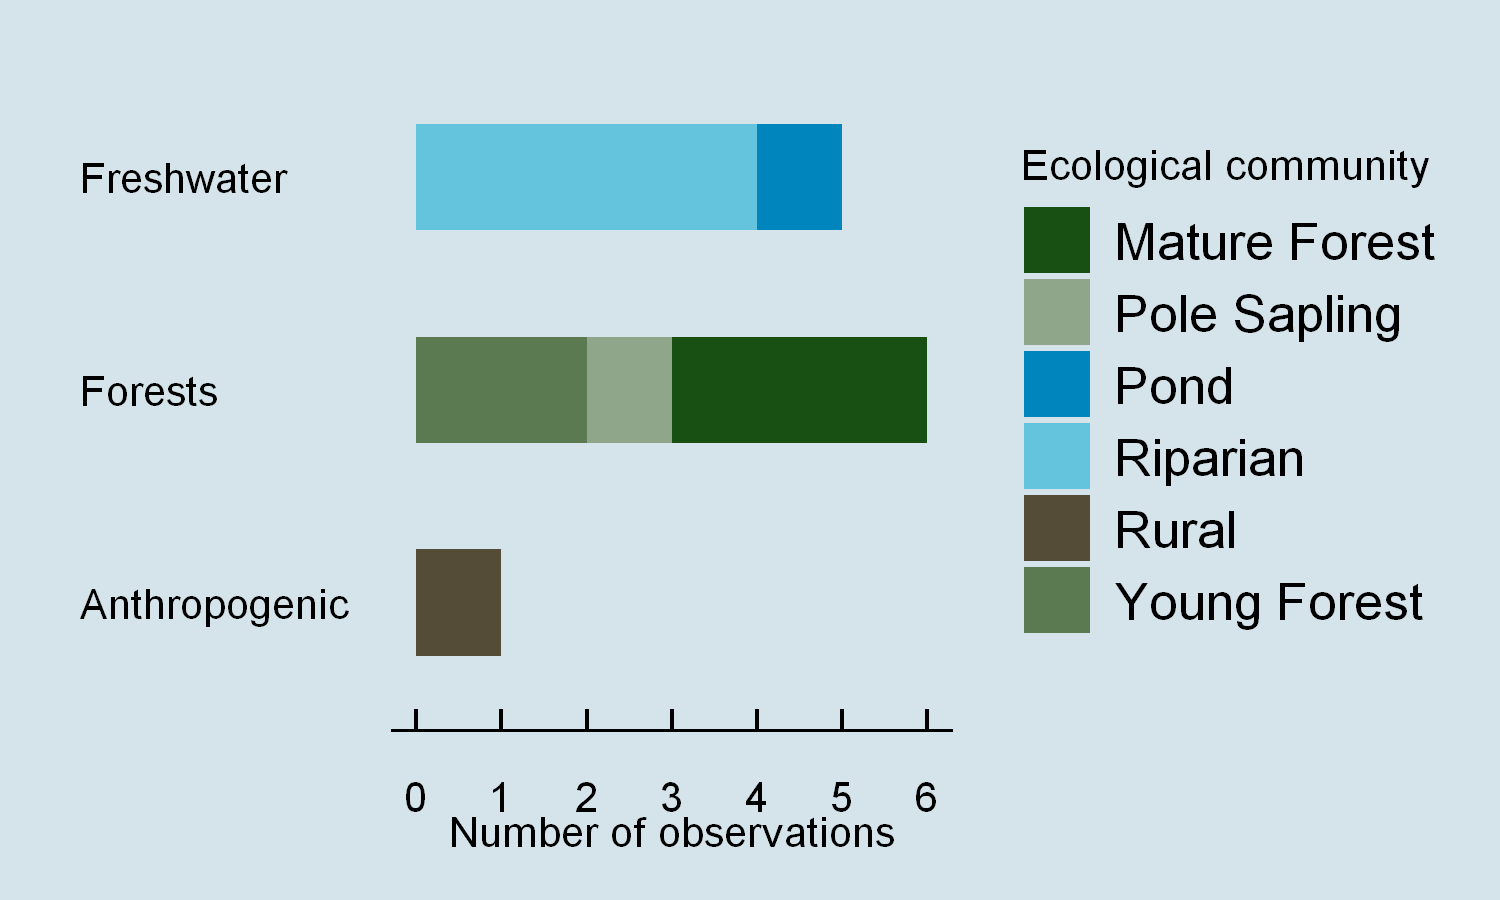 Freshwater
Forests
Anthropogenic
0 1 2 3 4 5 6
Number of observations
Ecological community
Mature Forest
Pole Sapling
Pond
Riparian
Rural
Young Forest